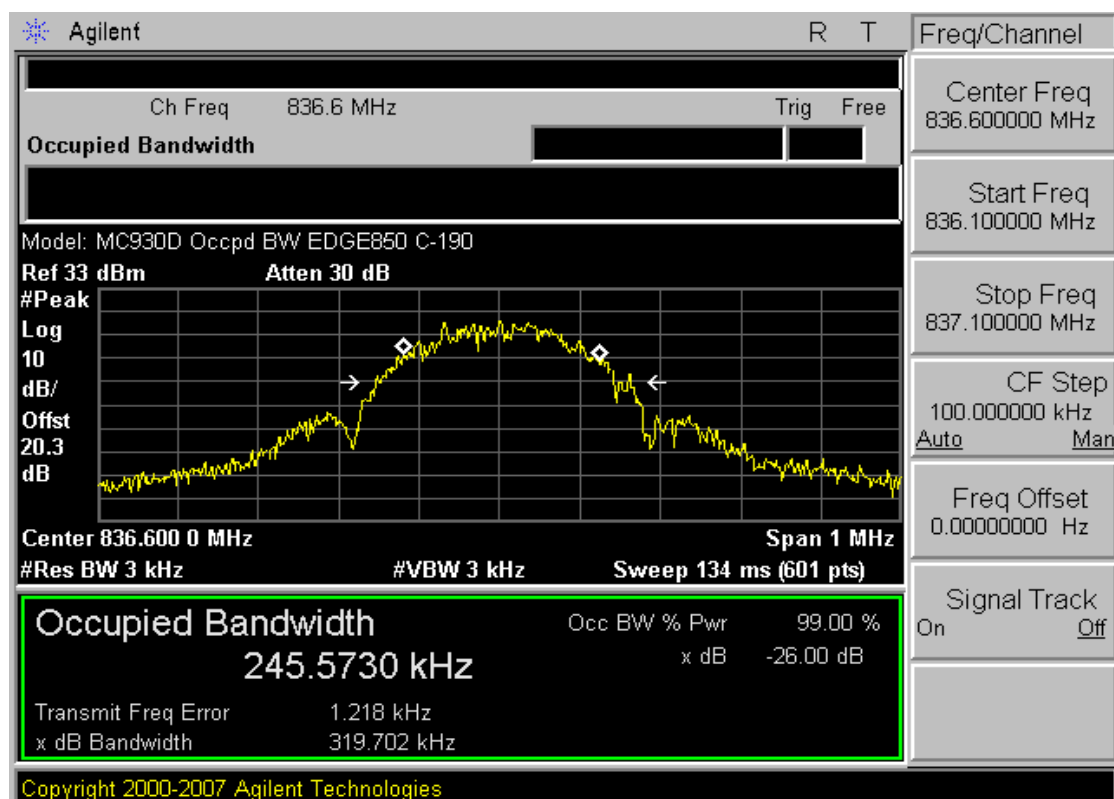 Agilent R T
Freq/Channel
Ch Freq 836.6 MHz Trig Free
Occupied Bandwidth
Model: MC930D Occpd BW EDGE850 C-190
Ref 33 dBm Atten 30 dB
#Peak
Log
10
dB/
Offst
20.3
dB
Center 836.600 0 MHz Span 1 MHz
#Res BW 3 kHz #VBW 3 kHz Sweep 134 ms (601 pts)
Occupied Bandwidth
245.5730 kHz
Occ BW % Pwr 99.00 %
x dB -26.00 dB
Transmit Freq Error 1.218 kHz
x dB Bandwidth 319.702 kHz
Center Freq
836.600000 MHz
Start Freq
836.100000 MHz
Stop Freq
837.100000 MHz
CF Step
100.000000 kHz
Auto Man
Freq Offset
0.00000000 Hz
Signal Track
On Off
Copyright 2000-2007 Agilent Technologies